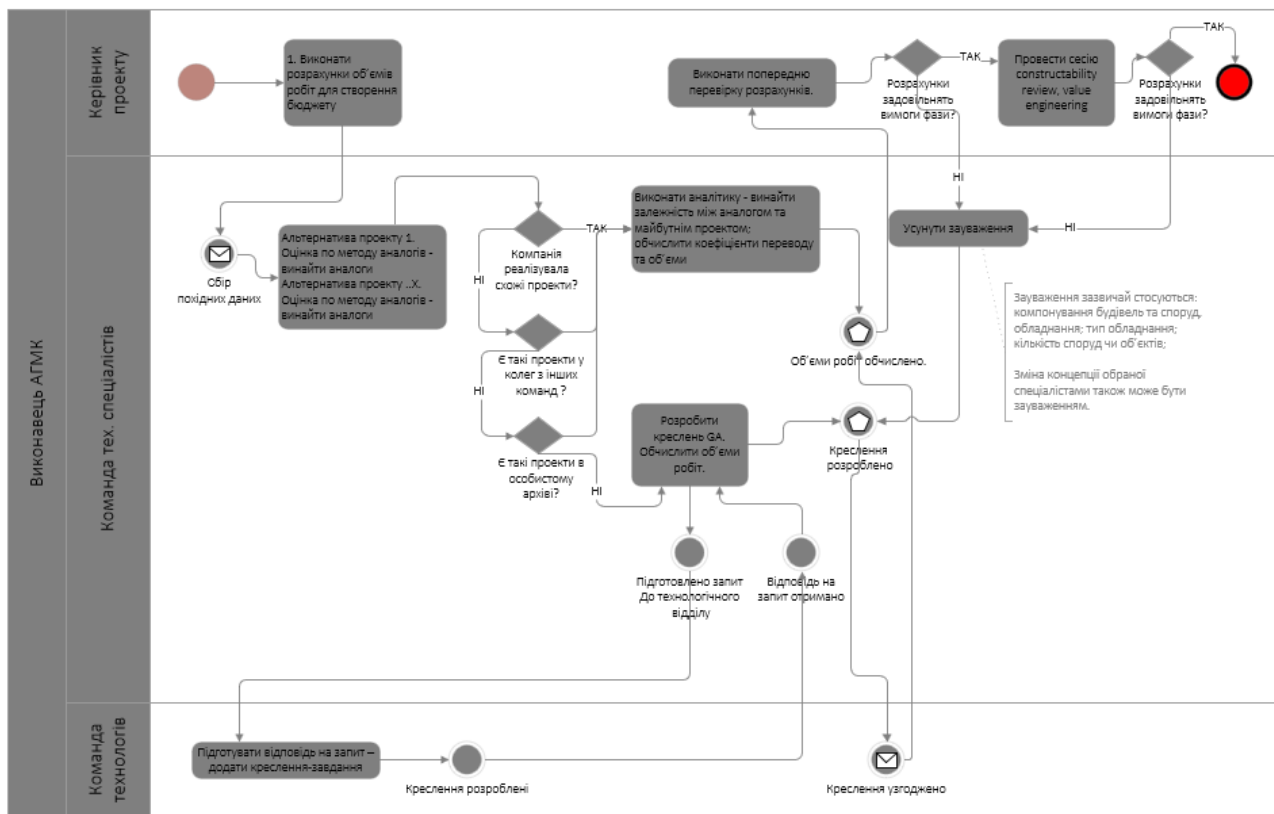 Виконавець АГМК
Керівник
проекту
1. Виконати
розрахунки об'ємів
робіт для створення
бюджету
Виконати попередню
перевірку розрахунків.
Розрахунки
задовільнять
вимоги фази?
ТАК
Провести сесію
constructability
review, value
engineering
Розрахунки
задовільнять
вимоги фази?
ТАК
НІ
НІ
Команда тех. спеціалістів
Збір
похідних даних
Альтернатива проекту 1.
Оцінка по методу аналогів -
винайти аналоги
Альтернатива проекту ..X.
Оцінка по методу аналогів -
винайти аналоги
Компанія
реалізувала
схожі проекти?
ТАК
НІ
Є такі проекти у
колег з інших
команд ?
НІ
Є такі проекти в
особистому
архіві?
НІ
Виконати аналітику - винайти
залежність між аналогом та
майбутнім проектом;
обчислити коефіцієнти переводу
та об'єми
Усунути зауваження
Зауваження зазвичай стосуються:
компонування будівель та споруд,
обладнання; тип обладнання;
кількість споруд чи об'єктів;
Зміна концепції обраної
спеціалістами також може бути
зауваженням.
Об'єми робіт обчислено.
Розробити
креслень GA.
Обчислити об'єми
робіт.
Креслення
розроблено
Підготовлено запит
До технологічного
відділу
Відповідь на
запит отримано
Команда
технологів
Підготувати відповідь на запит –
додати креслення-завдання
Креслення розроблені
Креслення узгоджено